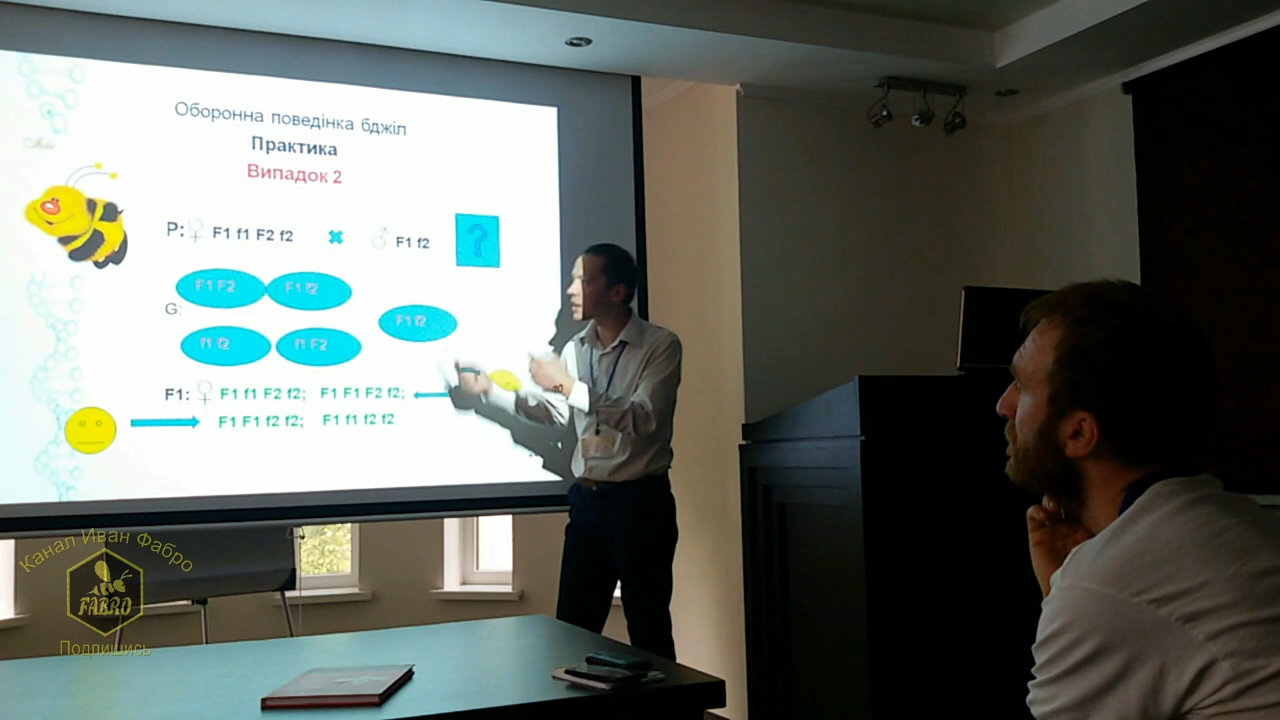 Оборонна поведінка бджіл
Практика
Випадок 2
P: ♀ F1 f1 F2 f2 ✖ ♂ F1 f2 ?
F1 F2 F1 f2
G: F1 f2
f1 f2 f1 F2
F1: ♀ F1 f1 F2 f2; F1 F1 F2 f2;
F1 F1 f2 f2; F1 f1 f2 f2
Канал Иван Фабро
FABRO
Подпишись